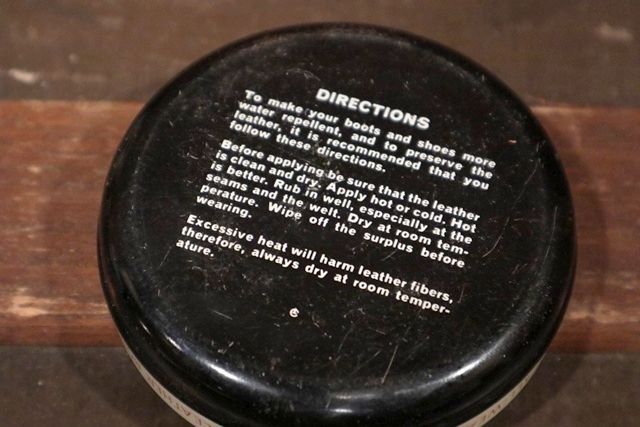 DIRECTIONS
To make your boots and shoes more
water repellent, and to preserve the
leather, it is recommended that you
follow these directions.
Before applying be sure that the leather
is clean and dry. Apply hot or cold. Hot
is better. Rub in well, especially at the
seams and the welt. Dry at room tem-
perature. Wipe off the surplus before
wearing.
Excessive heat will harm leather fibers,
therefore, always dry at room temper-
ature.